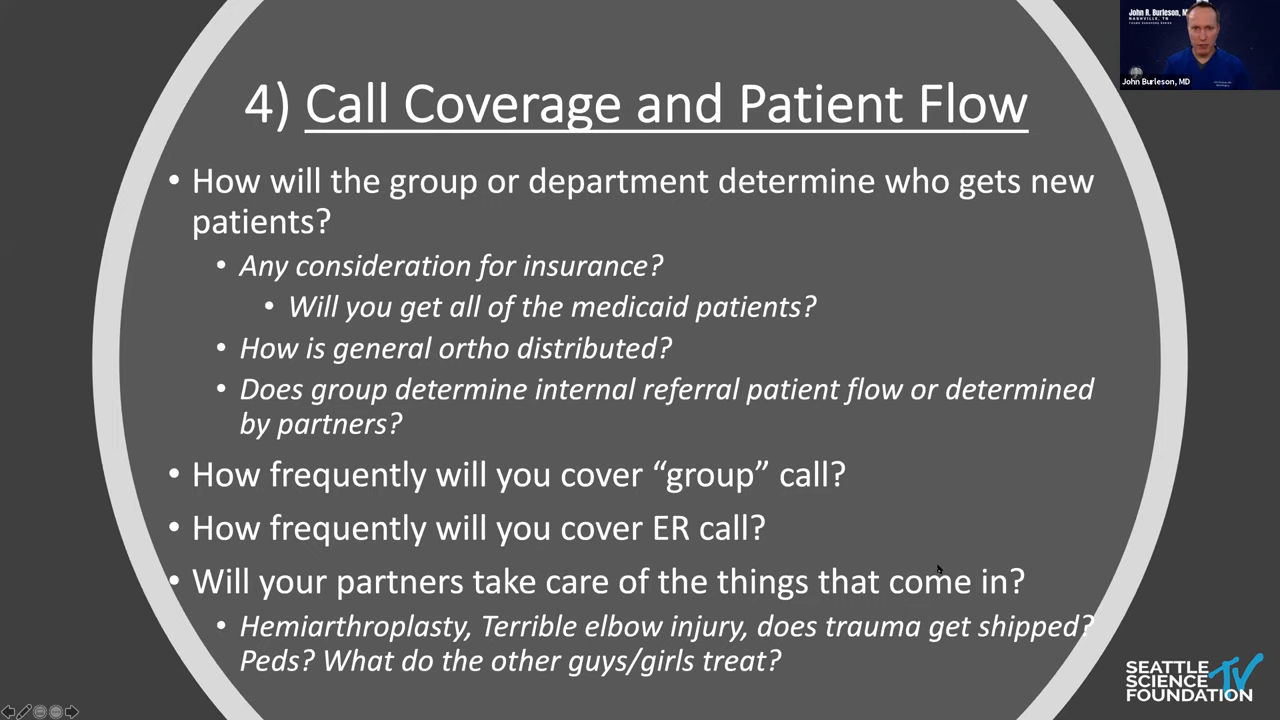 John R. Burleson, M
NASHVILLE, TN
John Burleson, MD
4) Call Coverage and Patient Flow
• How will the group or department determine who gets new
patients?
• Any consideration for insurance?
• Will you get all of the medicaid patients?
• How is general ortho distributed?
• Does group determine internal referral patient flow or determined
by partners?
• How frequently will you cover “group” call?
• How frequently will you cover ER call?
• Will your partners take care of the things that come in?
• Hemiarthroplasty, Terrible elbow injury, does trauma get shipped?
Peds? What do the other guys/girls treat?
SEATTLE
SCIENCE
FOUNDATION
TV